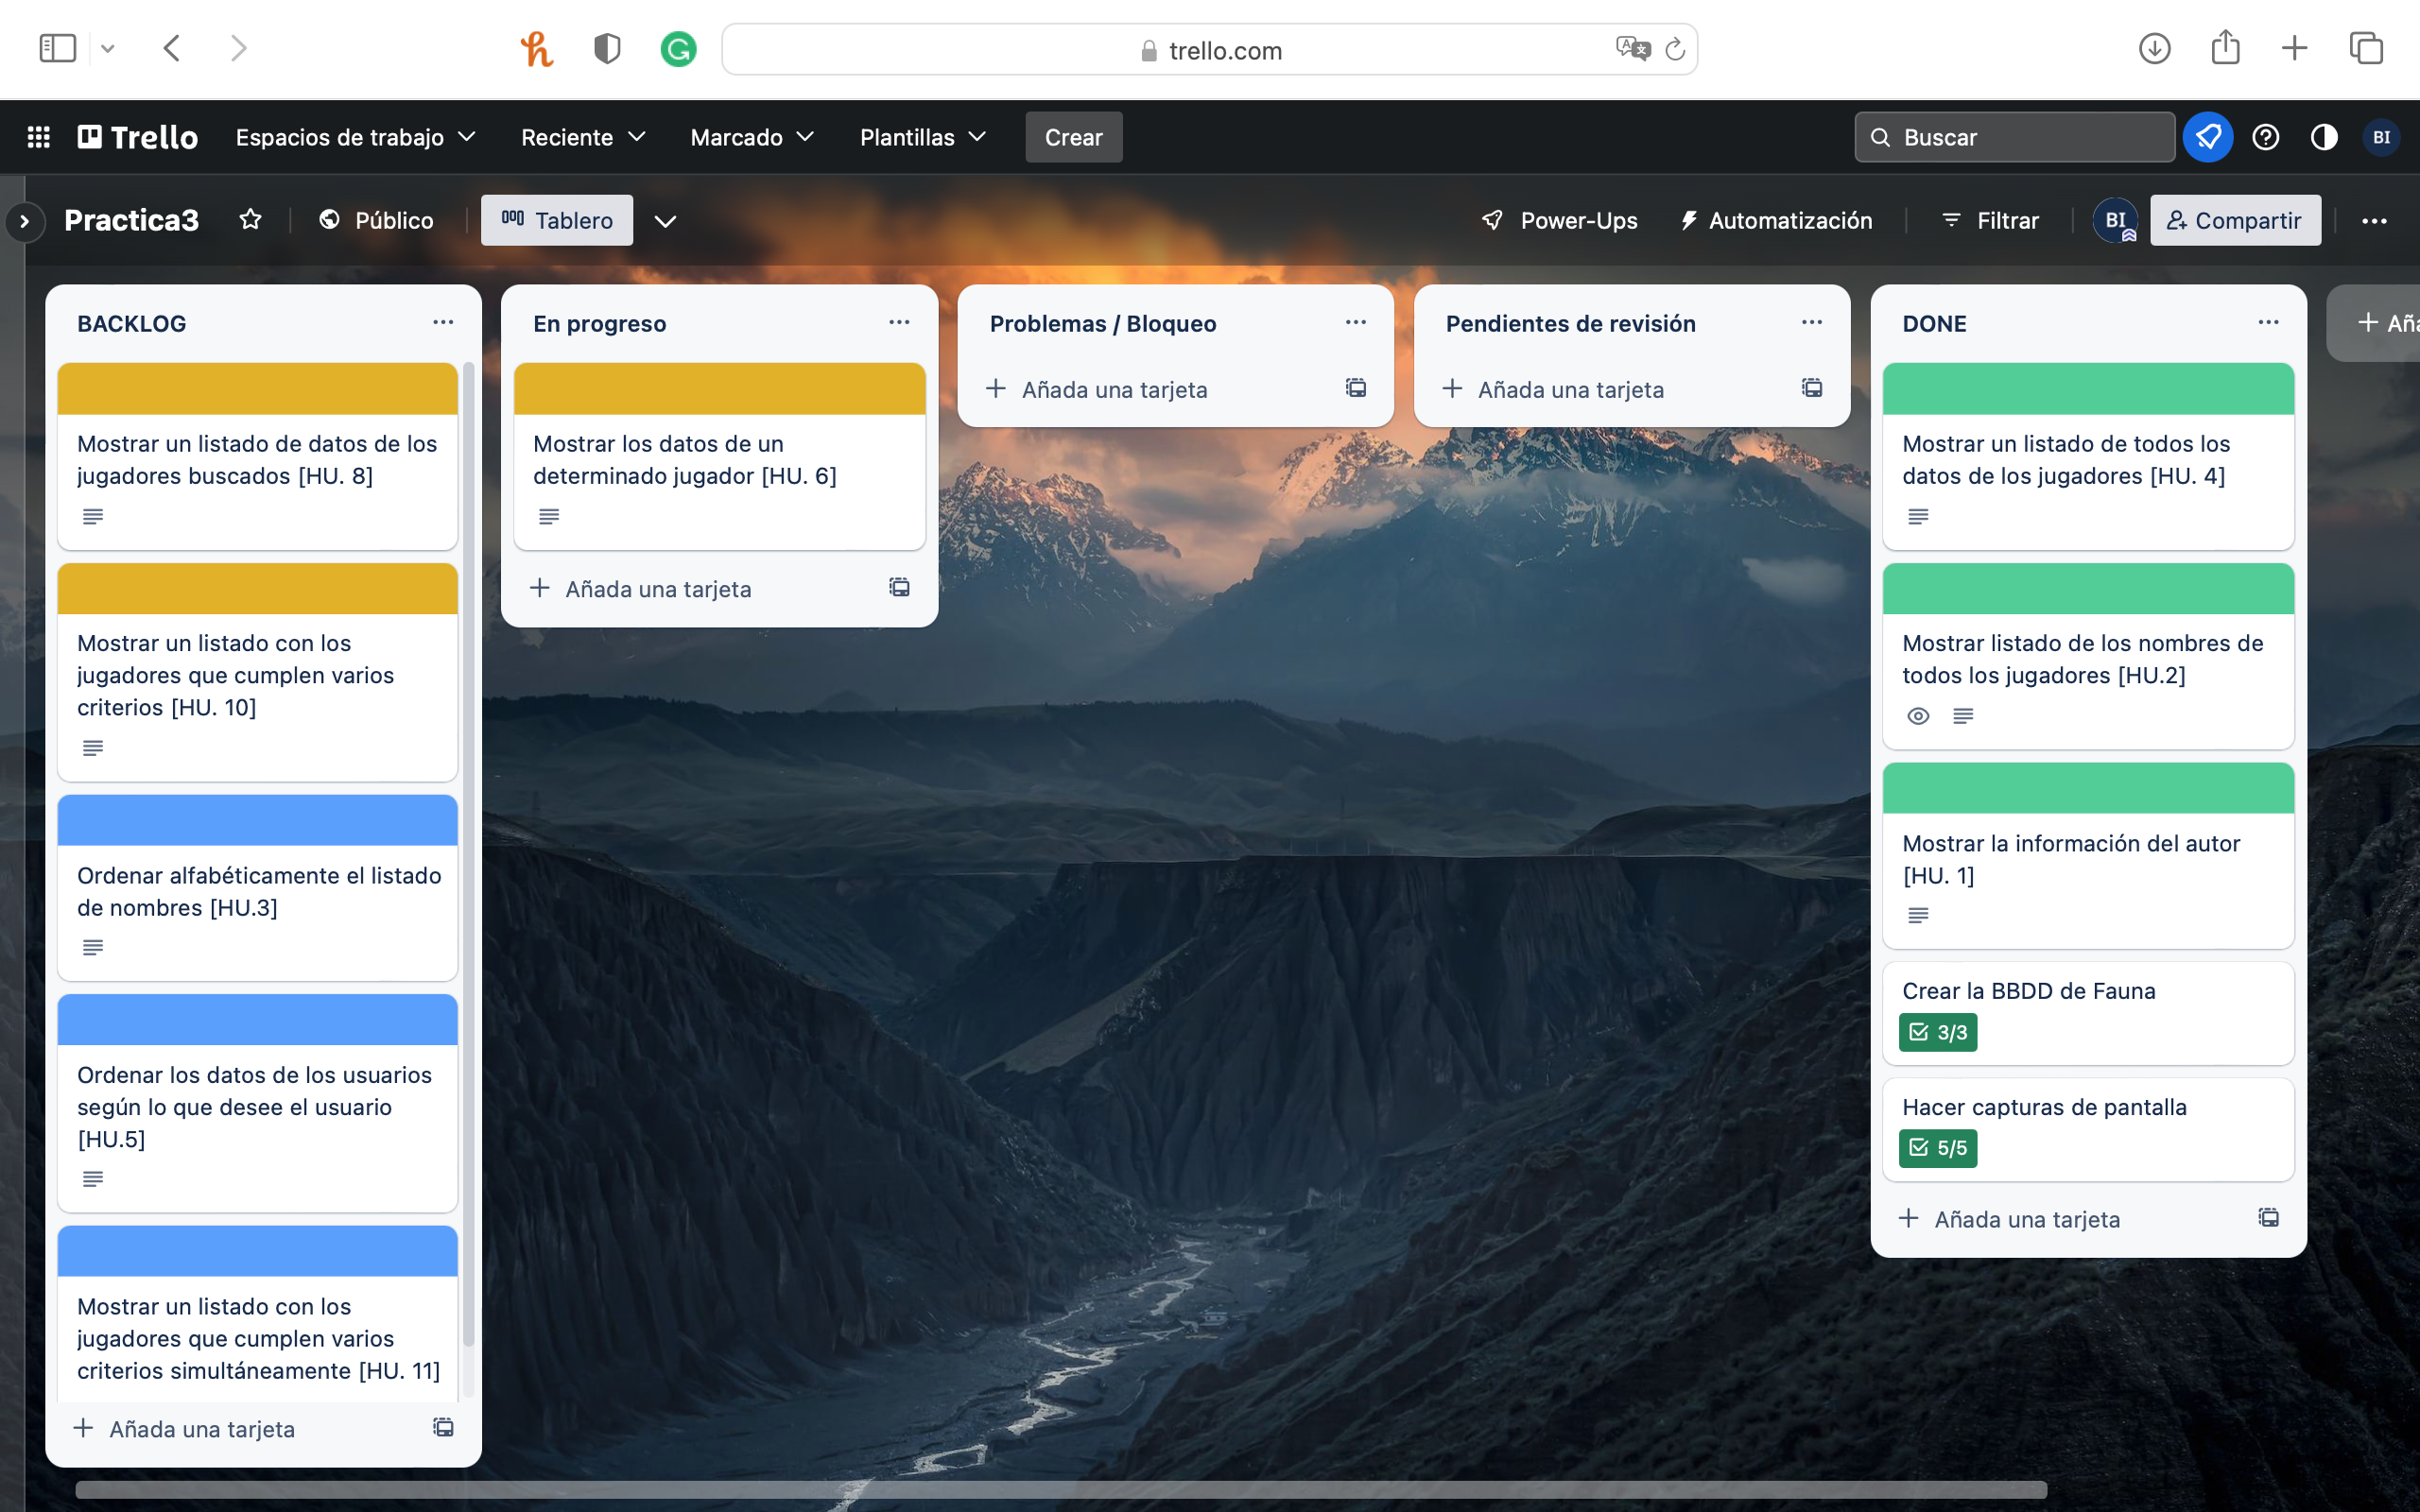 trello.com
Trello
Espacios de trabajo
Reciente
Marcado
Plantillas
Crear
Buscar
BI
Practica3
Público
Tablero
Power-Ups
Automatización
Filtrar
BI
Compartir
BACKLOG
Mostrar un listado de datos de los
jugadores buscados [HU. 8]
Mostrar un listado con los
jugadores que cumplen varios
criterios [HU. 10]
Ordenar alfabéticamente el listado
de nombres [HU.3]
Ordenar los datos de los usuarios
según lo que desee el usuario
[HU.5]
Mostrar un listado con los
jugadores que cumplen varios
criterios simultáneamente [HU. 11]
Añada una tarjeta
En progreso
Mostrar los datos de un
determinado jugador [HU. 6]
Añada una tarjeta
Problemas / Bloqueo
Añada una tarjeta
Pendientes de revisión
Añada una tarjeta
DONE
Mostrar un listado de todos los
datos de los jugadores [HU. 4]
Mostrar listado de los nombres de
todos los jugadores [HU.2]
Mostrar la información del autor
[HU. 1]
Crear la BBDD de Fauna
3/3
Hacer capturas de pantalla
5/5
Añada una tarjeta